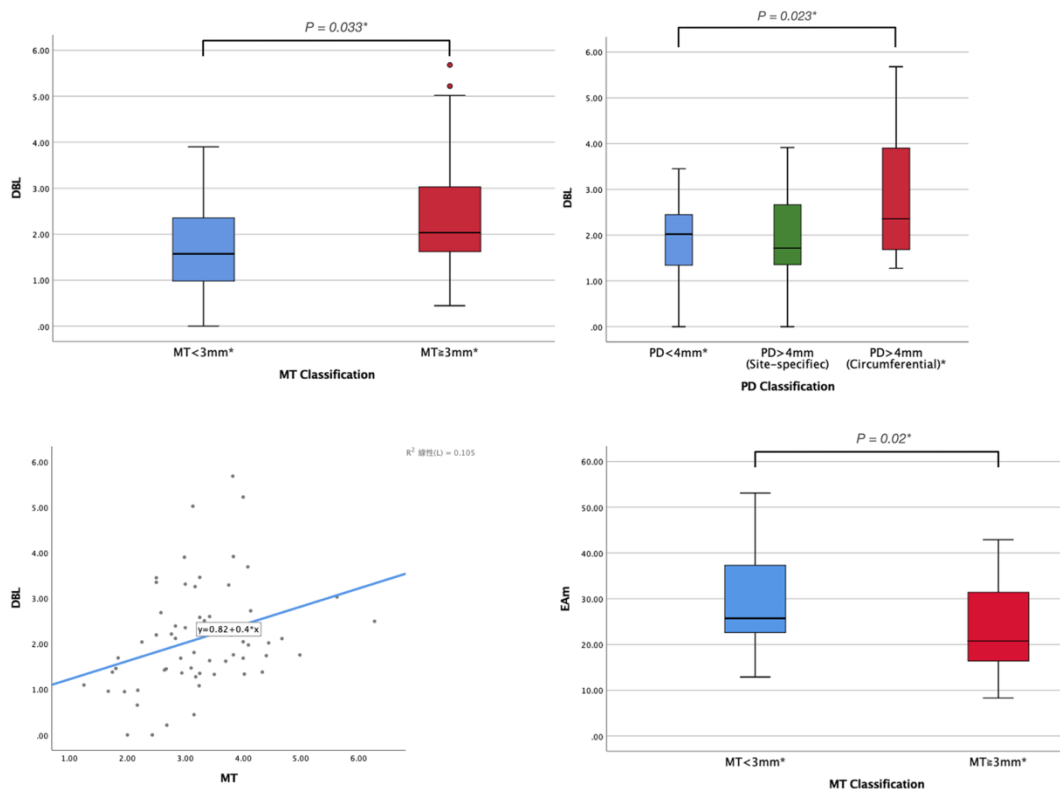 P = 0.033*
6.00
5.00
4.00
3.00
2.00
1.00
.00
DBL
MT<3mm*
MT≧3mm*
MT Classification
P = 0.023*
6.00
5.00
4.00
3.00
2.00
1.00
.00
DBL
PD<4mm*
PD>4mm
(Site-specifiec)
PD>4mm
(Circumferential)*
PD Classification
R² 線性(L) = 0.105
6.00
5.00
4.00
3.00
2.00
1.00
.00
DBL
y=0.82+0.4*x
1.00 2.00 3.00 4.00 5.00 6.00
MT
P = 0.02*
60.00
50.00
40.00
30.00
20.00
10.00
.00
EAm
MT<3mm*
MT≧3mm*
MT Classification